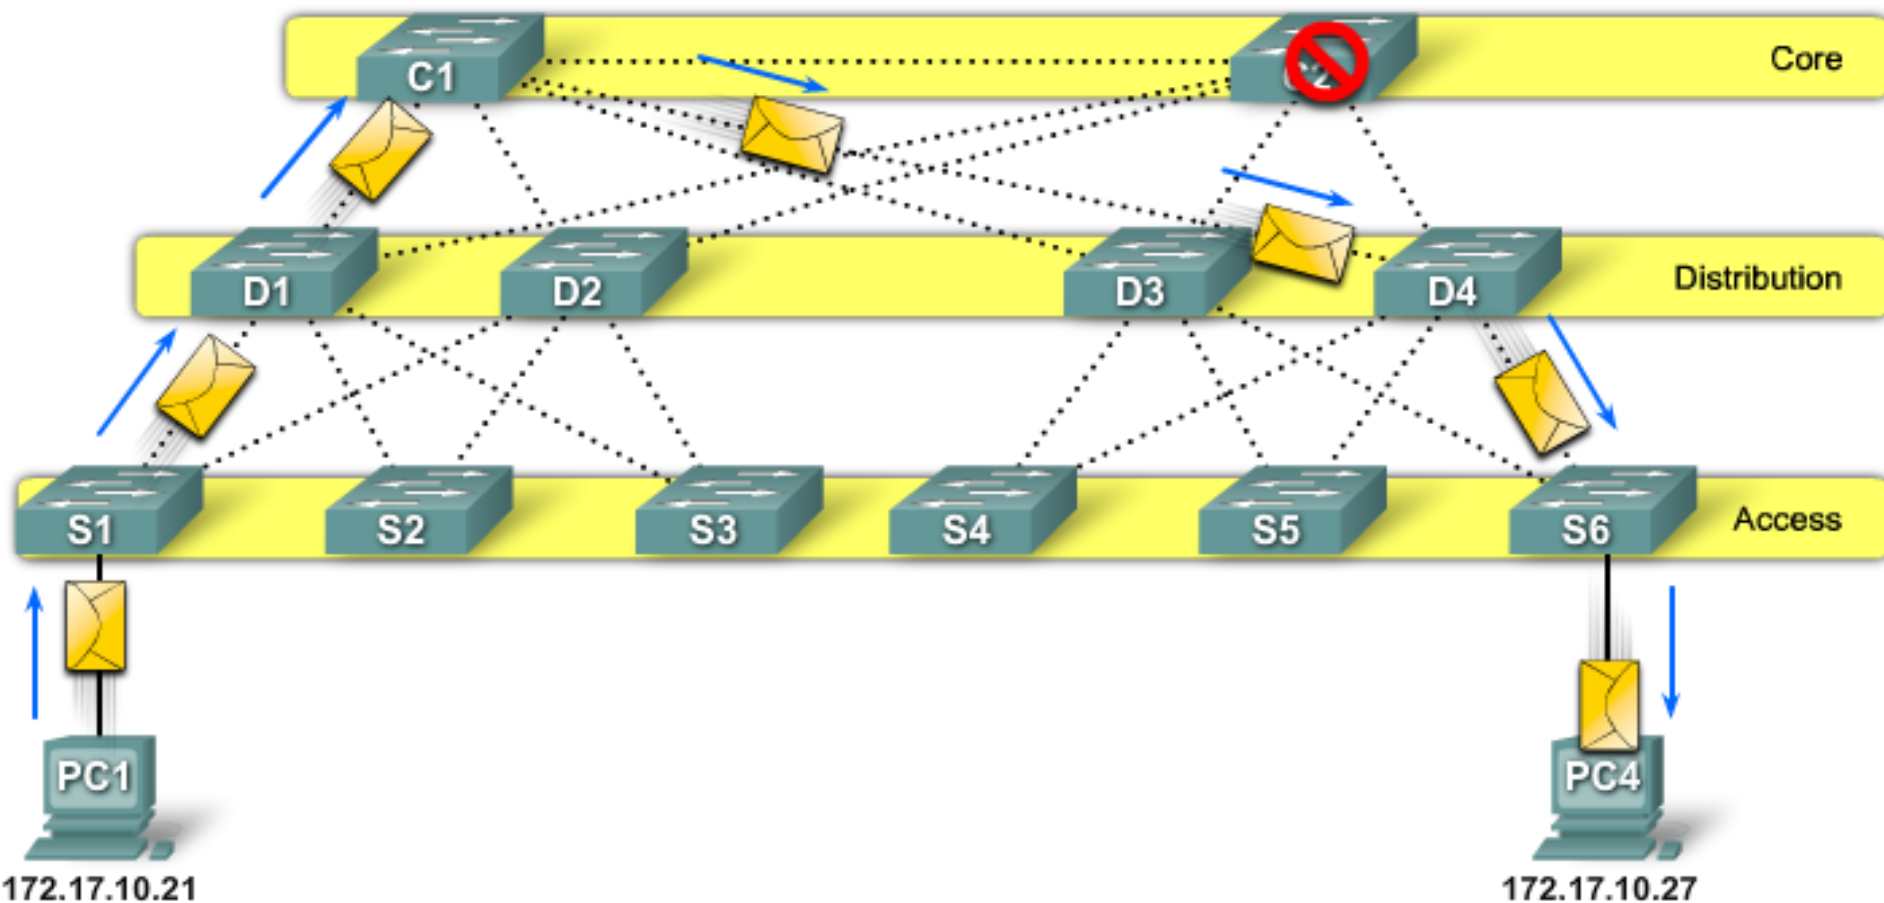 C1
Core
D1
D2
D3
D4
Distribution
S1
S2
S3
S4
S5
S6
Access
PC1
PC4
172.17.10.21
172.17.10.27